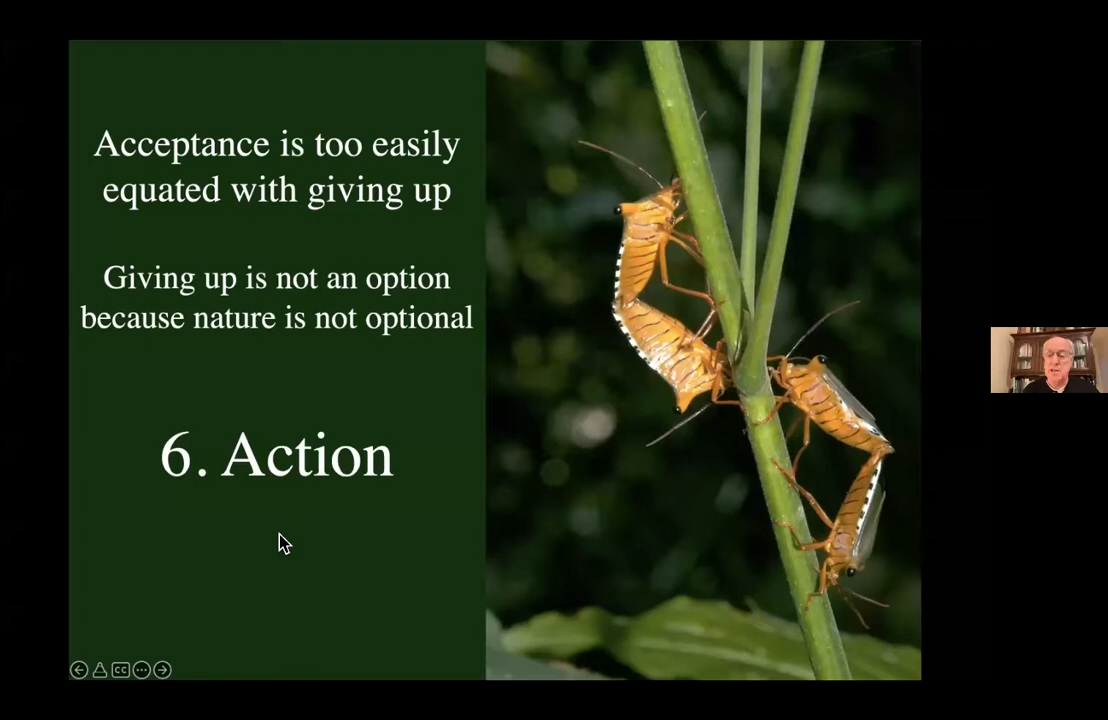 Acceptance is too easily
equated with giving up
Giving up is not an option
because nature is not optional
6. Action
CC